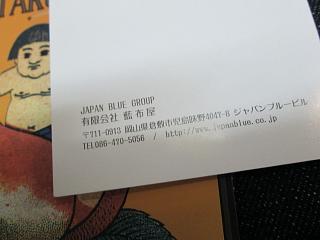 TARO
JAPAN BLUE GROUP
有限会社 藍布屋
〒711-0913 岡山県倉敷市児島味野4047-8 ジャパンブルービル
TEL086-470-5056 / http://www.japanblue.co.jp